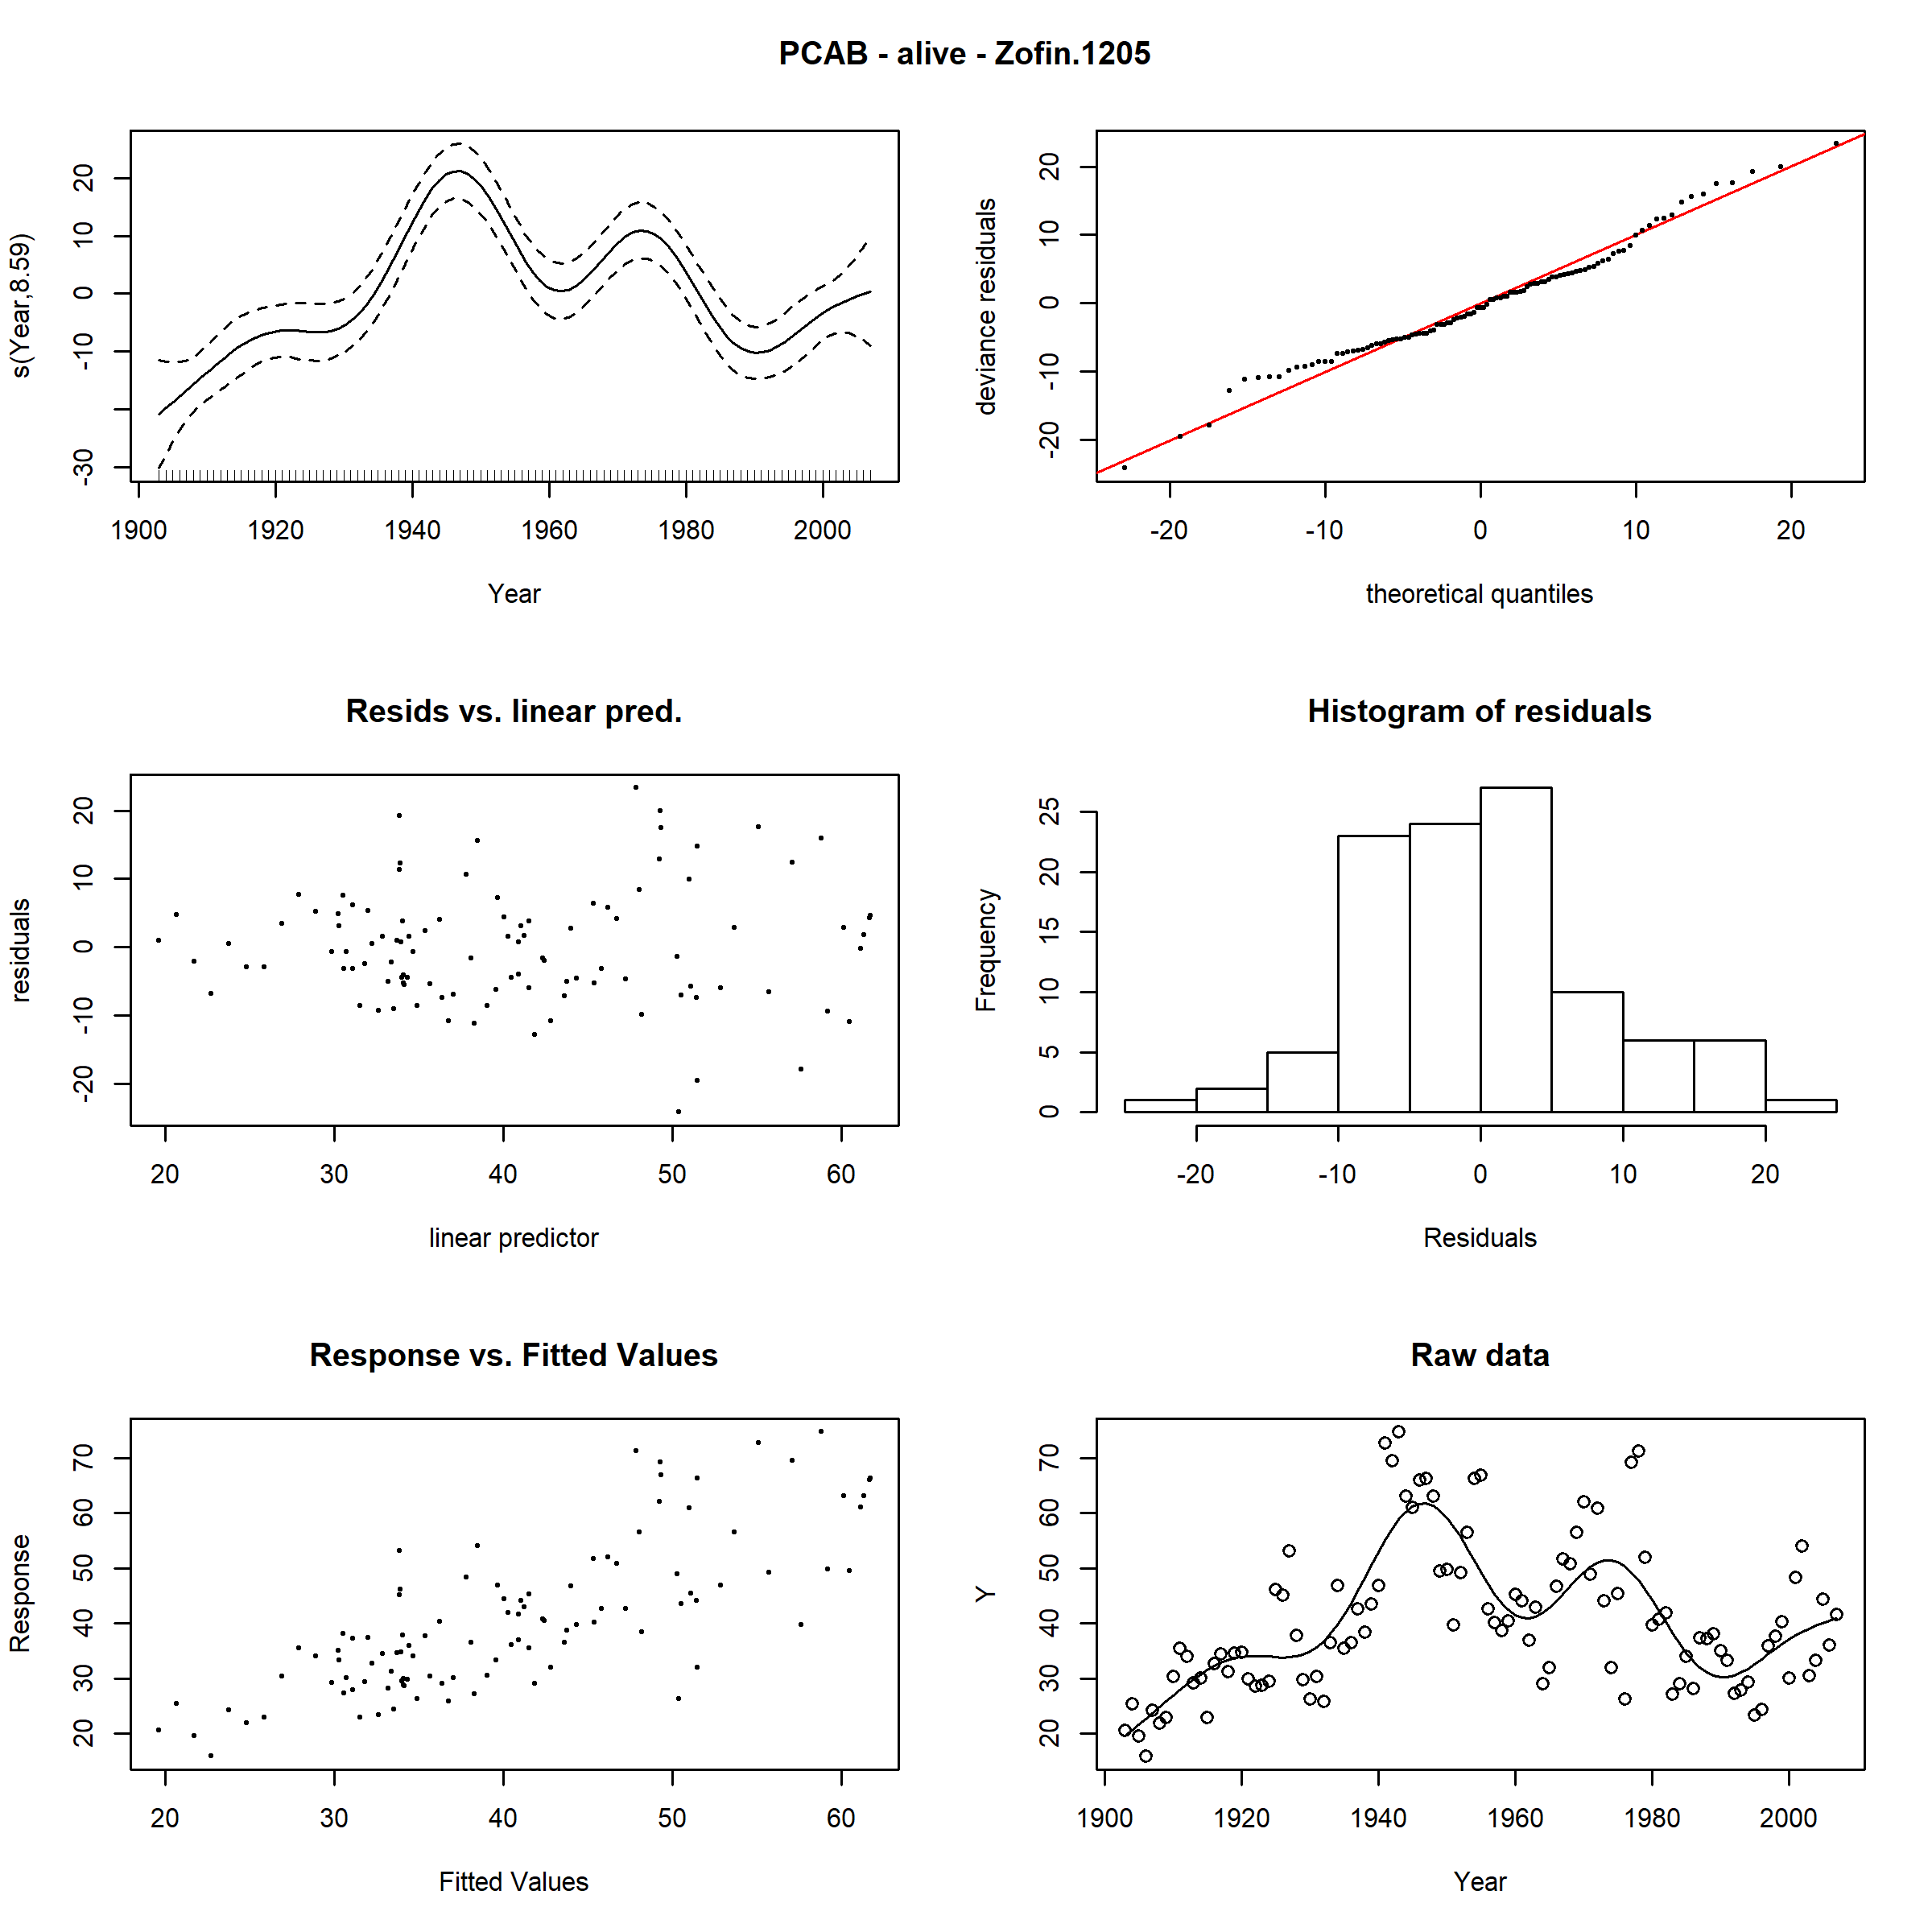 PCAB - alive - Zofin.1205
s(Year,8.59)
20
10
0
-10
-30
1900 1920 1940 1960 1980 2000
Year
deviance residuals
20
10
0
-10
-20
-20 -10 0 10 20
theoretical quantiles
Resids vs. linear pred.
residuals
20
10
0
-10
-20
20 30 40 50 60
linear predictor
Histogram of residuals
Frequency
25
20
15
10
5
0
-20 -10 0 10 20
Residuals
Response vs. Fitted Values
Response
70
60
50
40
30
20
20 30 40 50 60
Fitted Values
Raw data
Y
70
60
50
40
30
20
1900 1920 1940 1960 1980 2000
Year